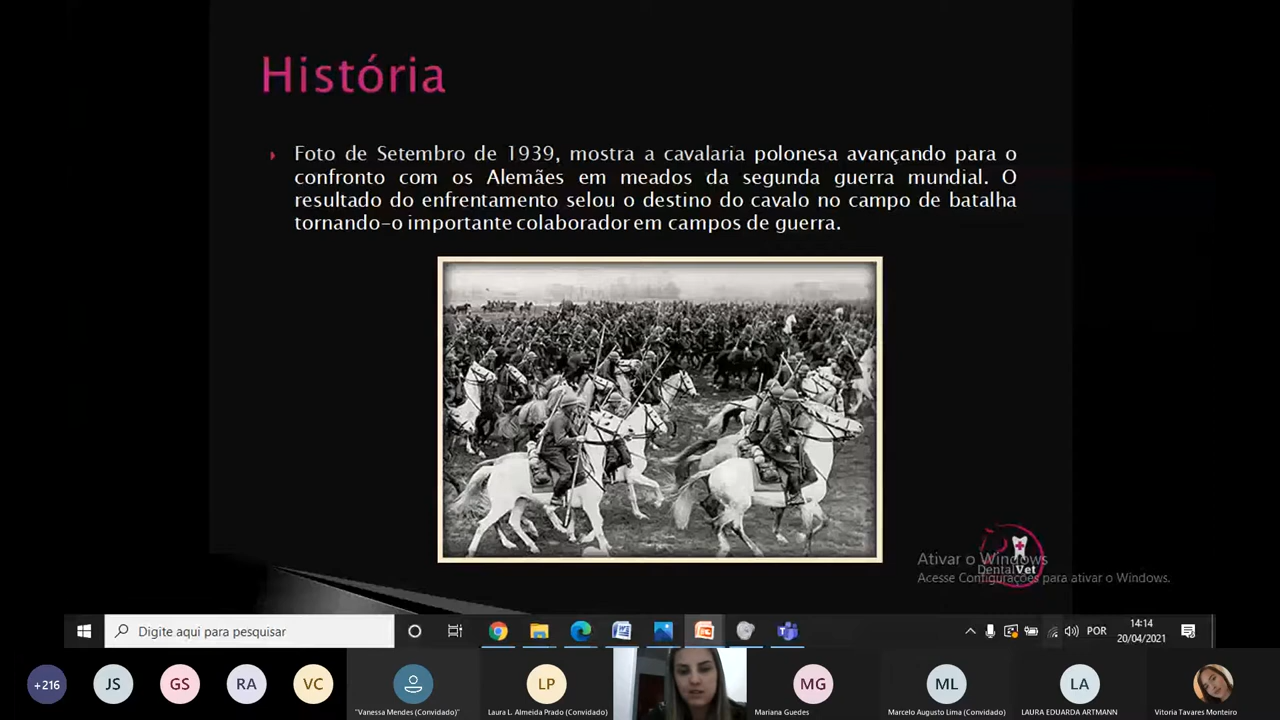 História
Foto de Setembro de 1939, mostra a cavalaria polonesa avançando para o
confronto com os Alemães em meados da segunda guerra mundial. O
resultado do enfrentamento selou o destino do cavalo no campo de batalha
tornando-o importante colaborador em campos de guerra.
Ativar o Windows
DentalVet
Acesse Configurações para ativar o Windows.
Digite aqui para pesquisar
POR
14:14
20/04/2021
+216
JS
GS
RA
VC
LP
MG
ML
LA
"Vanessa Mendes (Convidado)"
Laura L. Almeida Prado (Convidado)
Mariana Guedes
Marcelo Augusto Lima (Convidado)
LAURA EDUARDA ARTMANN
Vitoria Tavares Monteiro